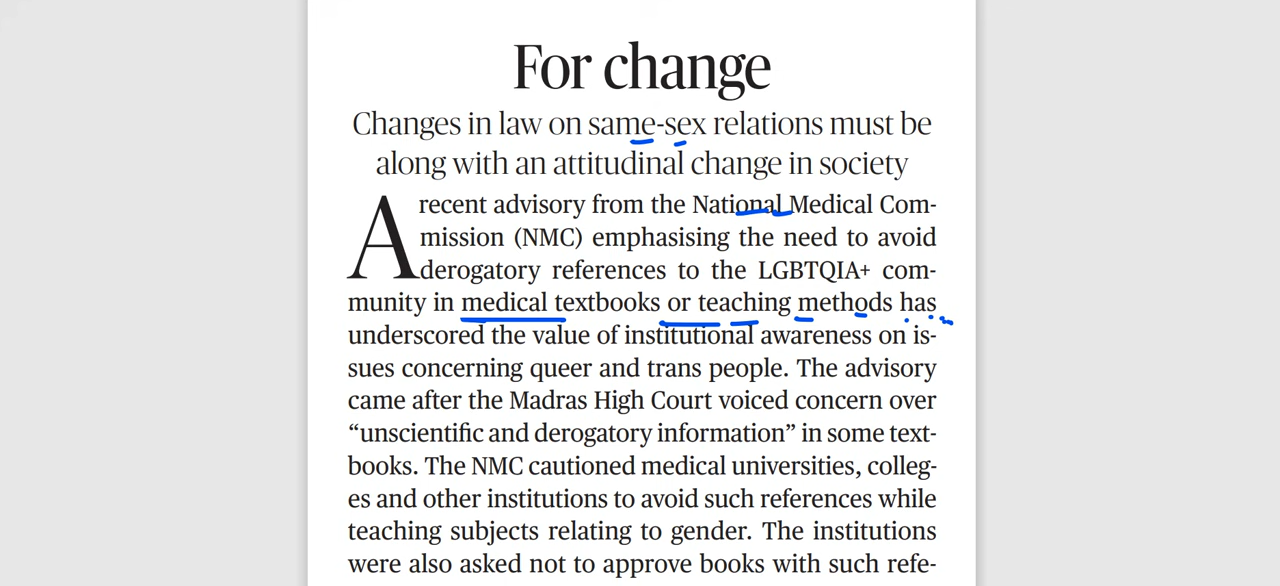 For change
Changes in law on same-sex relations must be
along with an attitudinal change in society
A recent advisory from the National Medical Com-
mission (NMC) emphasising the need to avoid
derogatory references to the LGBTQIA+ com-
munity in medical textbooks or teaching methods has
underscored the value of institutional awareness on is-
sues concerning queer and trans people. The advisory
came after the Madras High Court voiced concern over
“unscientific and derogatory information” in some text-
books. The NMC cautioned medical universities, colleg-
es and other institutions to avoid such references while
teaching subjects relating to gender. The institutions
were also asked not to approve books with such refe-